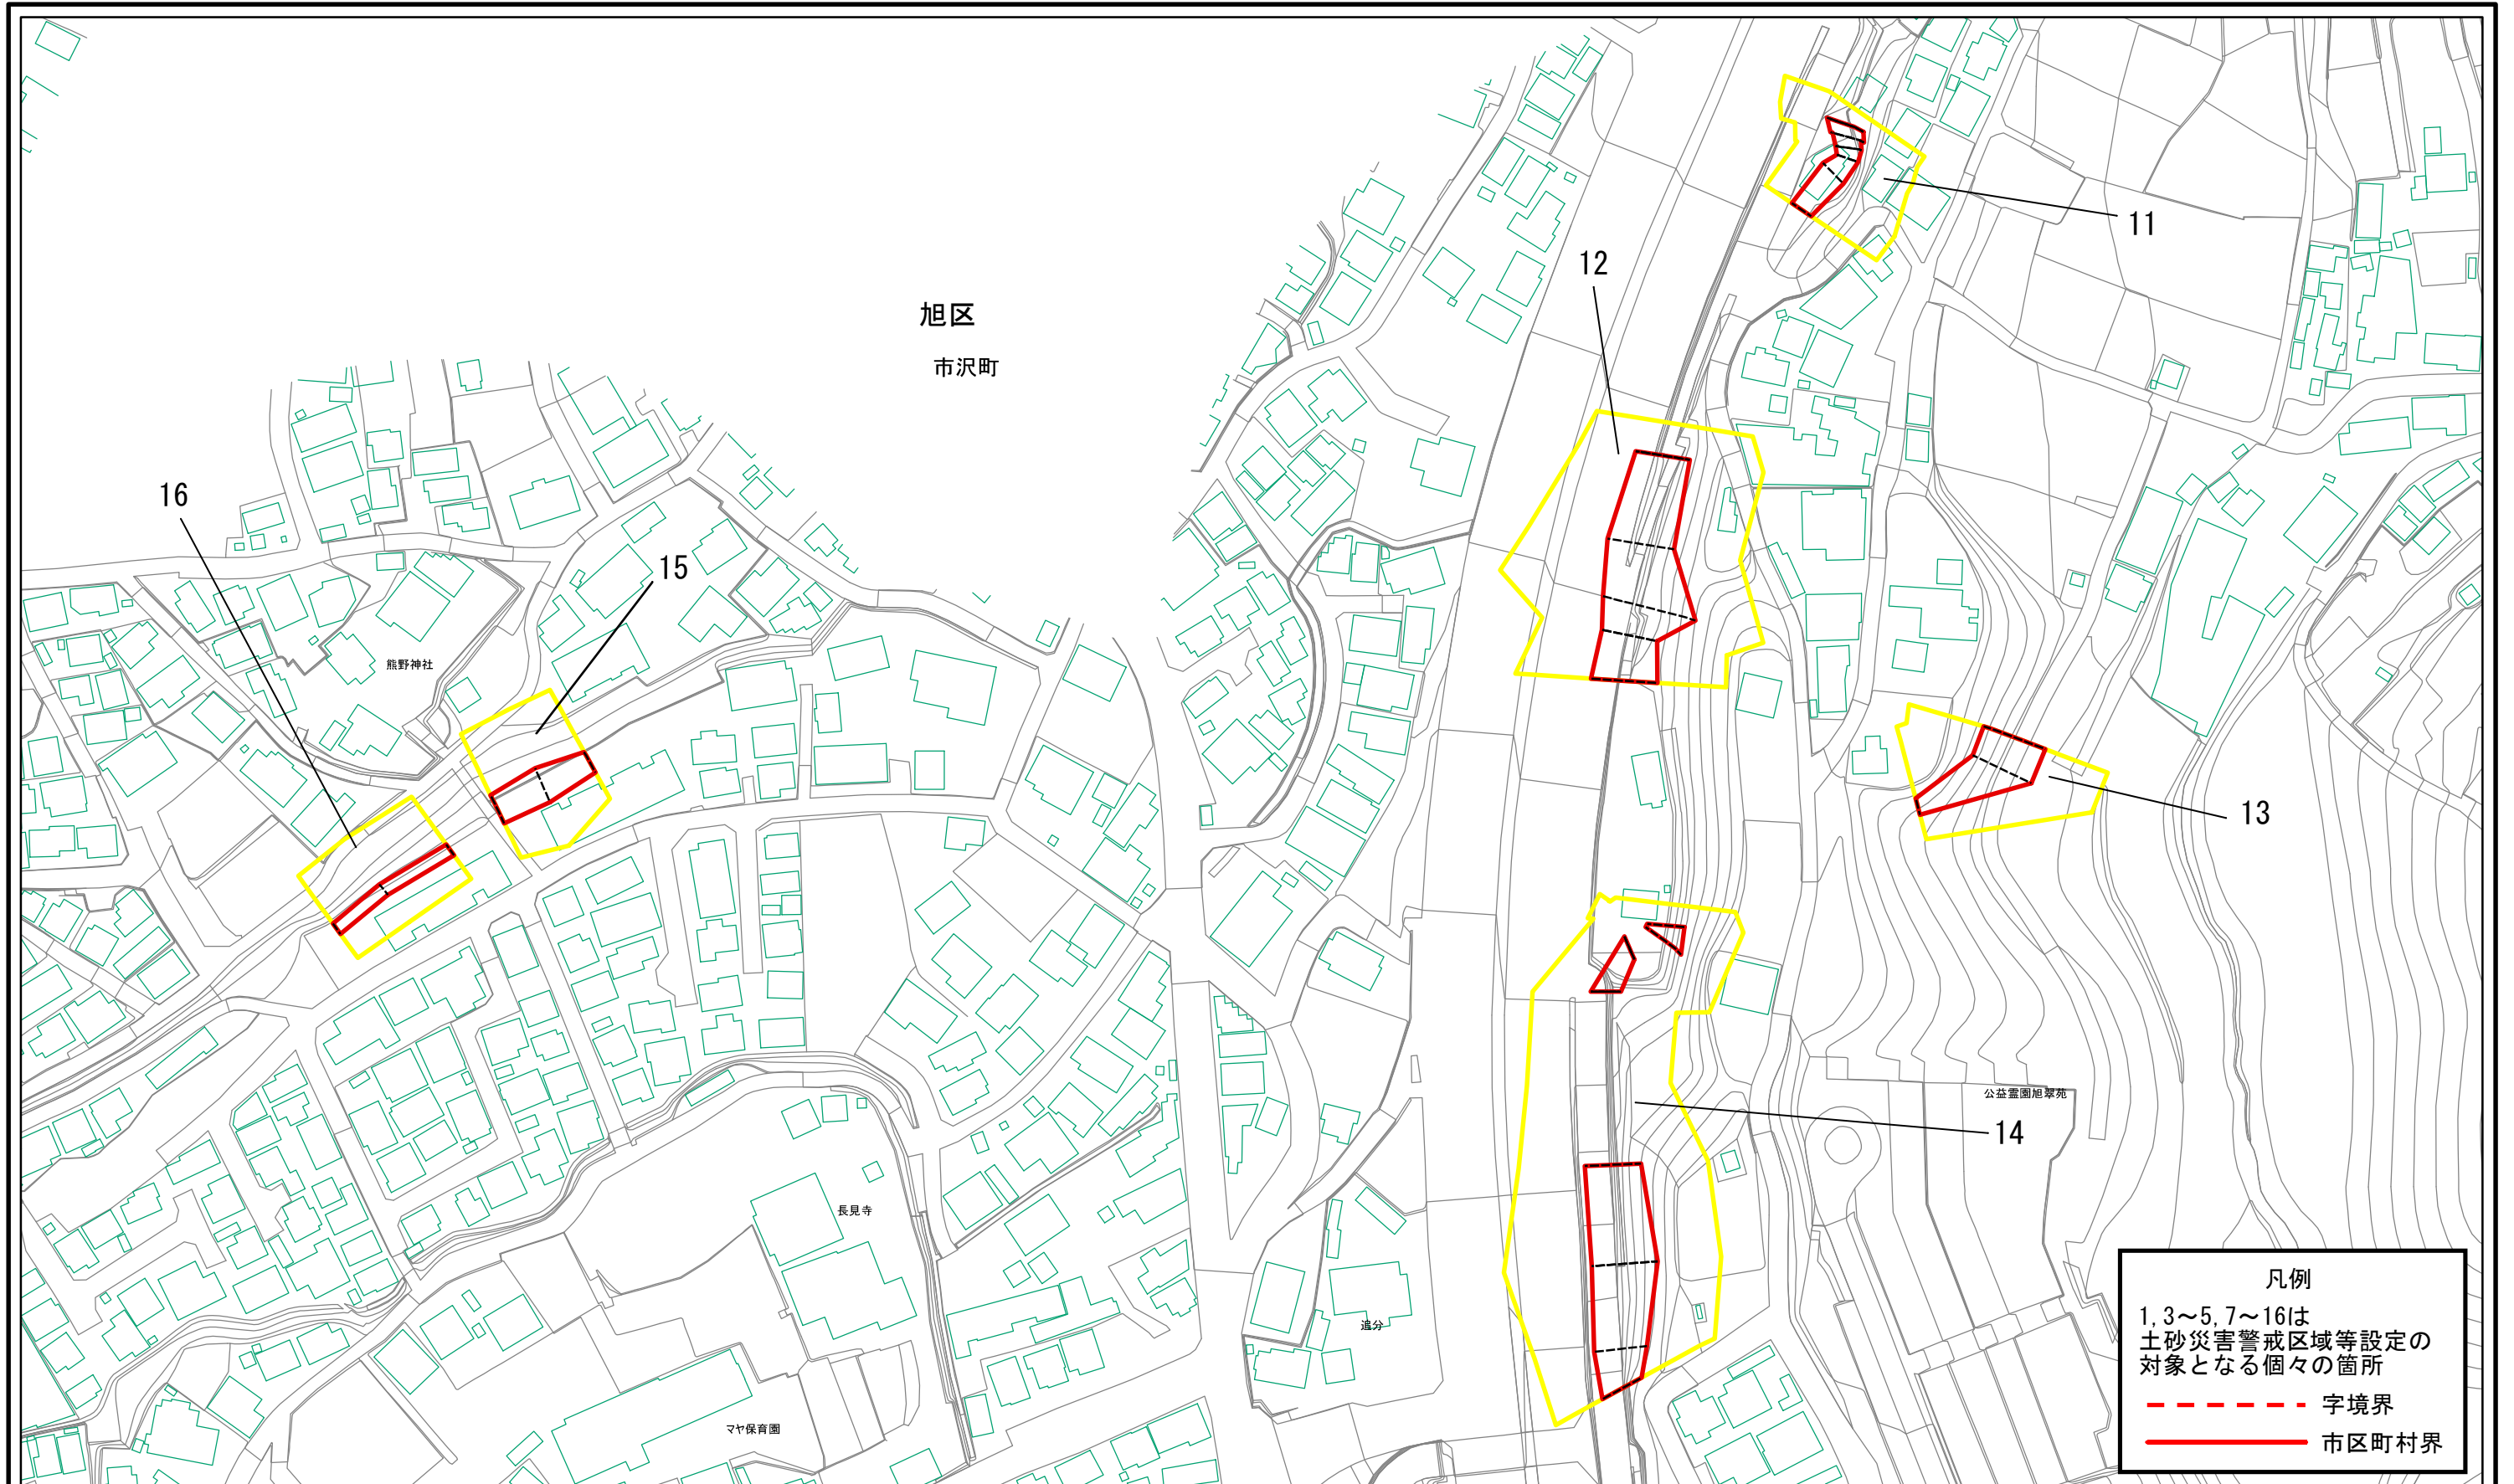 11
12
旭区
市沢町
16
15
熊野神社
13
公益霊園旭翠苑
14
長見寺
追分
マヤ保育園
凡例
1,3～5,7～16は
土砂災害警戒区域等設定の
対象となる個々の箇所
字境界
市区町村界